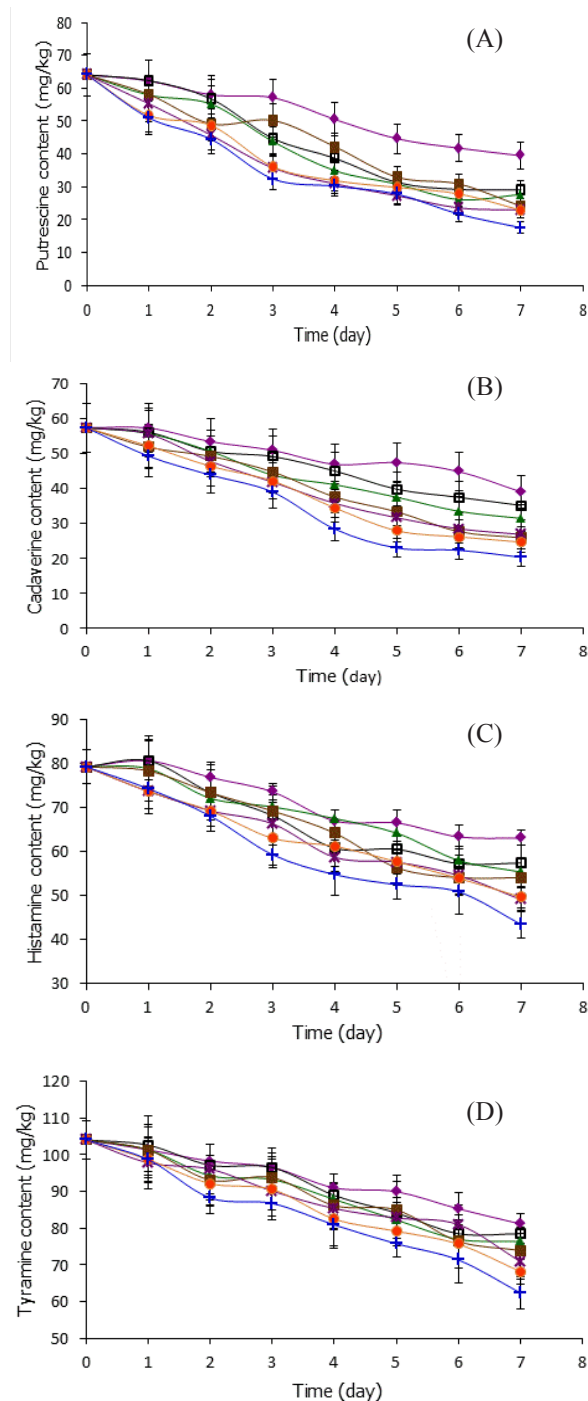 (A)
Putrescine content (mg/kg)
80
70
60
50
40
30
20
10
0
0 1 2 3 4 5 6 7 8
Time (day)
(B)
Cadaverine content (mg/kg)
70
60
50
40
30
20
10
0
0 1 2 3 4 5 6 7 8
Time (day)
(C)
Histamine content (mg/kg)
90
80
70
60
50
40
30
0 1 2 3 4 5 6 7 8
Time (day)
(D)
Tyramine content (mg/kg)
120
110
100
90
80
70
60
50
0 1 2 3 4 5 6 7 8
Time (day)